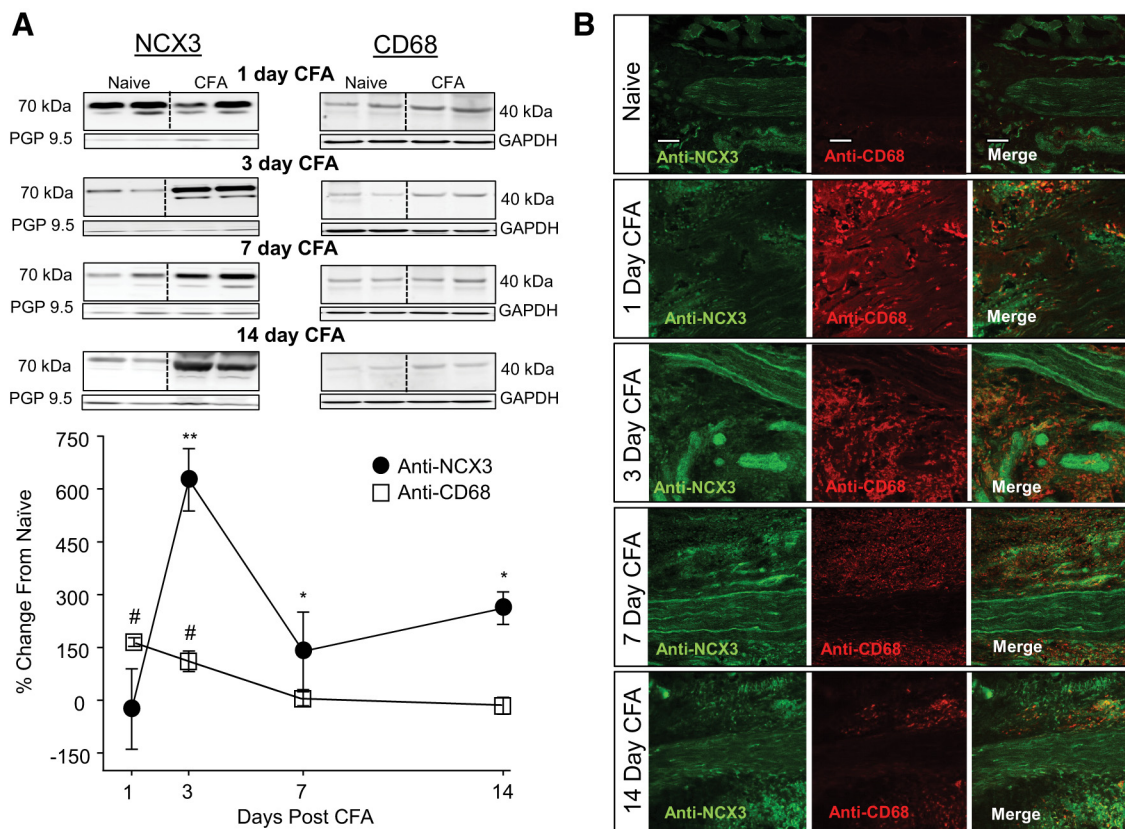 A
NCX3
CD68
1 day CFA
Naive
CFA
Naive
CFA
70 kDa
40 kDa
PGP 9.5
GAPDH
3 day CFA
70 kDa
40 kDa
PGP 9.5
GAPDH
7 day CFA
70 kDa
40 kDa
PGP 9.5
GAPDH
14 day CFA
70 kDa
40 kDa
PGP 9.5
GAPDH
750
600
450
300
150
0
-150
% Change From Naïve
**
*
*
#
#
Anti-NCX3
Anti-CD68
1
3
7
14
Days Post CFA
B
Naive
Anti-NCX3
Anti-CD68
Merge
1 Day CFA
Anti-NCX3
Anti-CD68
Merge
3 Day CFA
Anti-NCX3
Anti-CD68
Merge
7 Day CFA
Anti-NCX3
Anti-CD68
Merge
14 Day CFA
Anti-NCX3
Anti-CD68
Merge